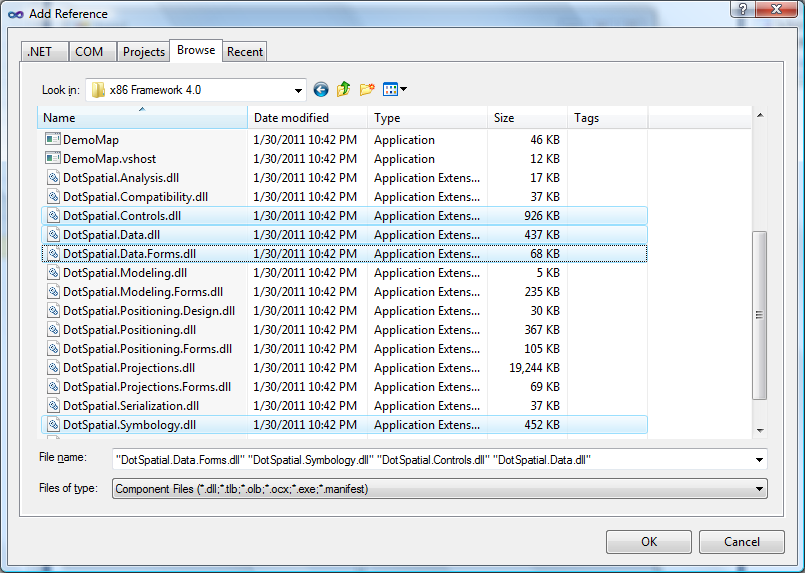 Add Reference
?
.NET COM Projects Browse Recent
Look in: x86 Framework 4.0
Name Date modified Type Size Tags
DemoMap 1/30/2011 10:42 PM Application 46 KB
DemoMap.vshost 1/30/2011 10:42 PM Application 12 KB
DotSpatial.Analysis.dll 1/30/2011 10:42 PM Application Extens... 17 KB
DotSpatial.Compatibility.dll 1/30/2011 10:42 PM Application Extens... 37 KB
DotSpatial.Controls.dll 1/30/2011 10:42 PM Application Extens... 926 KB
DotSpatial.Data.dll 1/30/2011 10:42 PM Application Extens... 437 KB
DotSpatial.Data.Forms.dll 1/30/2011 10:42 PM Application Extens... 68 KB
DotSpatial.Modeling.dll 1/30/2011 10:42 PM Application Extens... 5 KB
DotSpatial.Modeling.Forms.dll 1/30/2011 10:42 PM Application Extens... 235 KB
DotSpatial.Positioning.Design.dll 1/30/2011 10:42 PM Application Extens... 30 KB
DotSpatial.Positioning.dll 1/30/2011 10:42 PM Application Extens... 367 KB
DotSpatial.Positioning.Forms.dll 1/30/2011 10:42 PM Application Extens... 105 KB
DotSpatial.Projections.dll 1/30/2011 10:42 PM Application Extens... 19,244 KB
DotSpatial.Projections.Forms.dll 1/30/2011 10:42 PM Application Extens... 69 KB
DotSpatial.Serialization.dll 1/30/2011 10:42 PM Application Extens... 37 KB
DotSpatial.Symbology.dll 1/30/2011 10:42 PM Application Extens... 452 KB
File name: "DotSpatial.Data.Forms.dll" "DotSpatial.Symbology.dll" "DotSpatial.Controls.dll" "DotSpatial.Data.dll"
Files of type: Component Files (*.dll;*.tlb;*.olb;*.ocx;*.exe;*.manifest)
OK Cancel